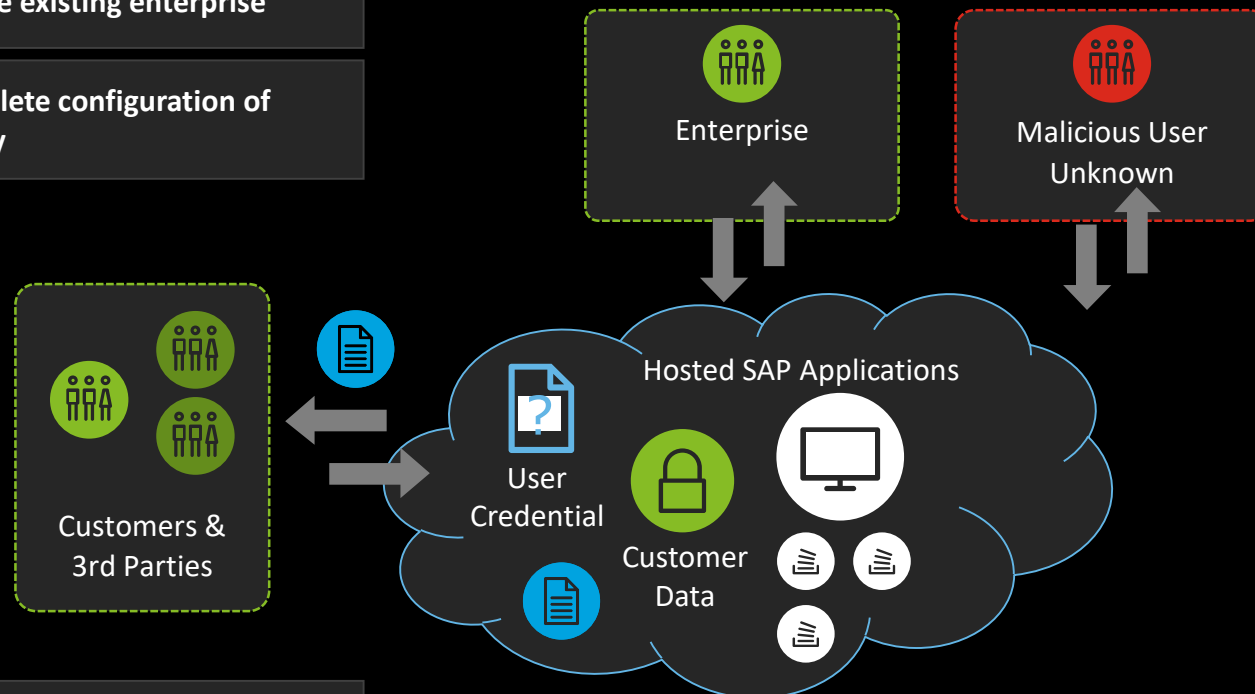 e existing enterprise
lete configuration of
Enterprise
Malicious User
Unknown
Hosted SAP Applications
?
User
Credential
Customer
Data
Customers &
3rd Parties